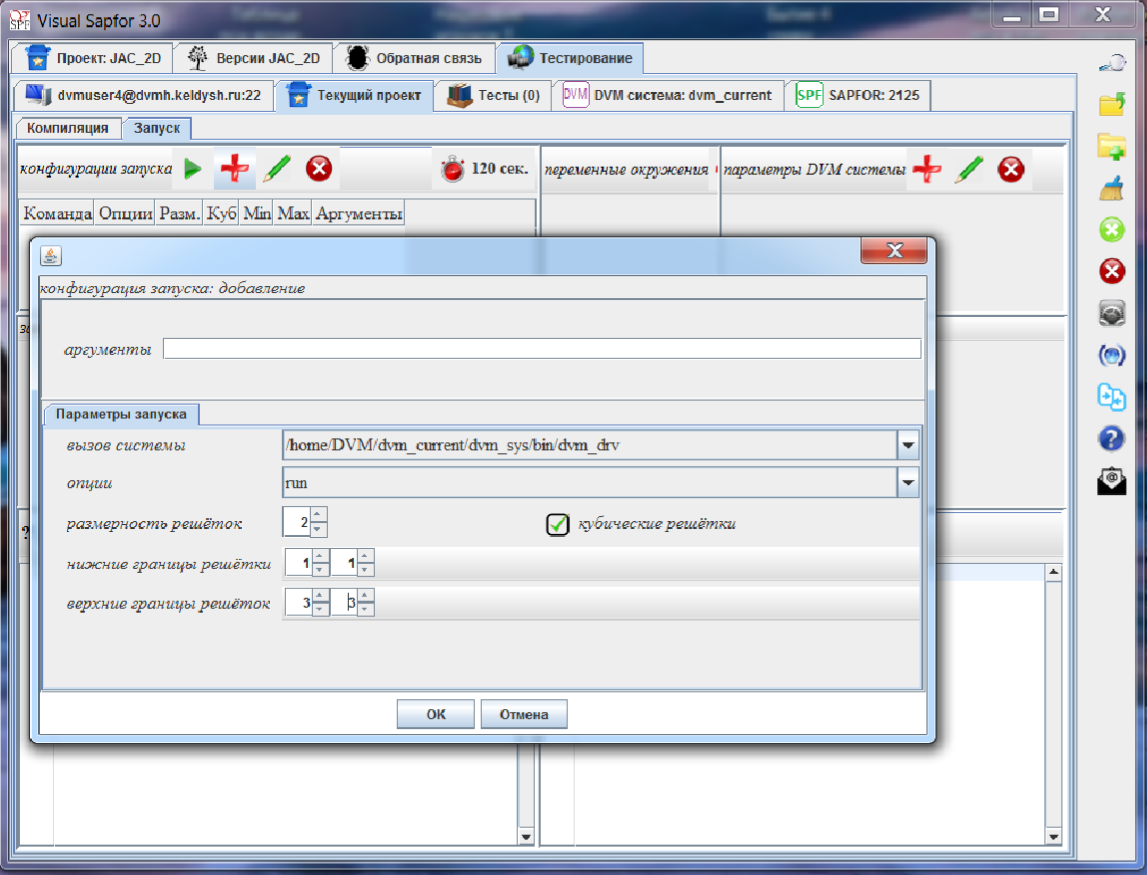 Visual Sapfor 3.0
Проект: JAC_2D Версии JAC_2D Обратная связь Тестирование
dvmuser4@dvmh.keldysh.ru:22 Текущий проект Тесты (0) DVM DVM система: dvm_current SPF SAPFOR: 2125
Компиляция Запуск
конфигурации запуска 120 сек. переменные окружения параметры DVM системы
Команда Опции Разм. Куб Min Max Аргументы
конфигурация запуска: добавление
аргументы
Параметры запуска
вызов системы /home/DVM/dvm_current/dvm_sys/bin/dvm_drv
опции run
размерность решёток 2 кубические решётки
нижние границы решётки 1 1
верхние границы решёток 3 3
?
OK Отмена